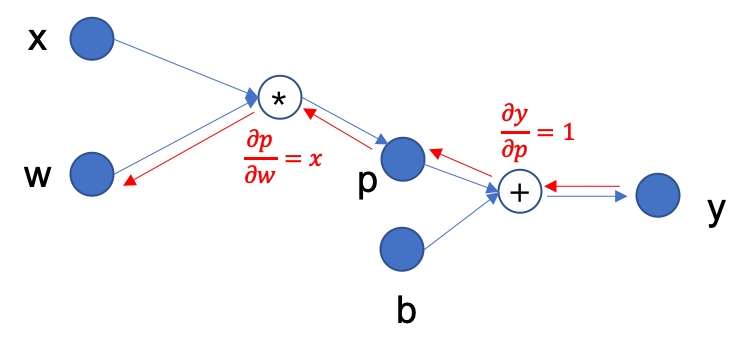 x
*
∂y/∂p = 1
∂p/∂w = x
w
p
+
y
b